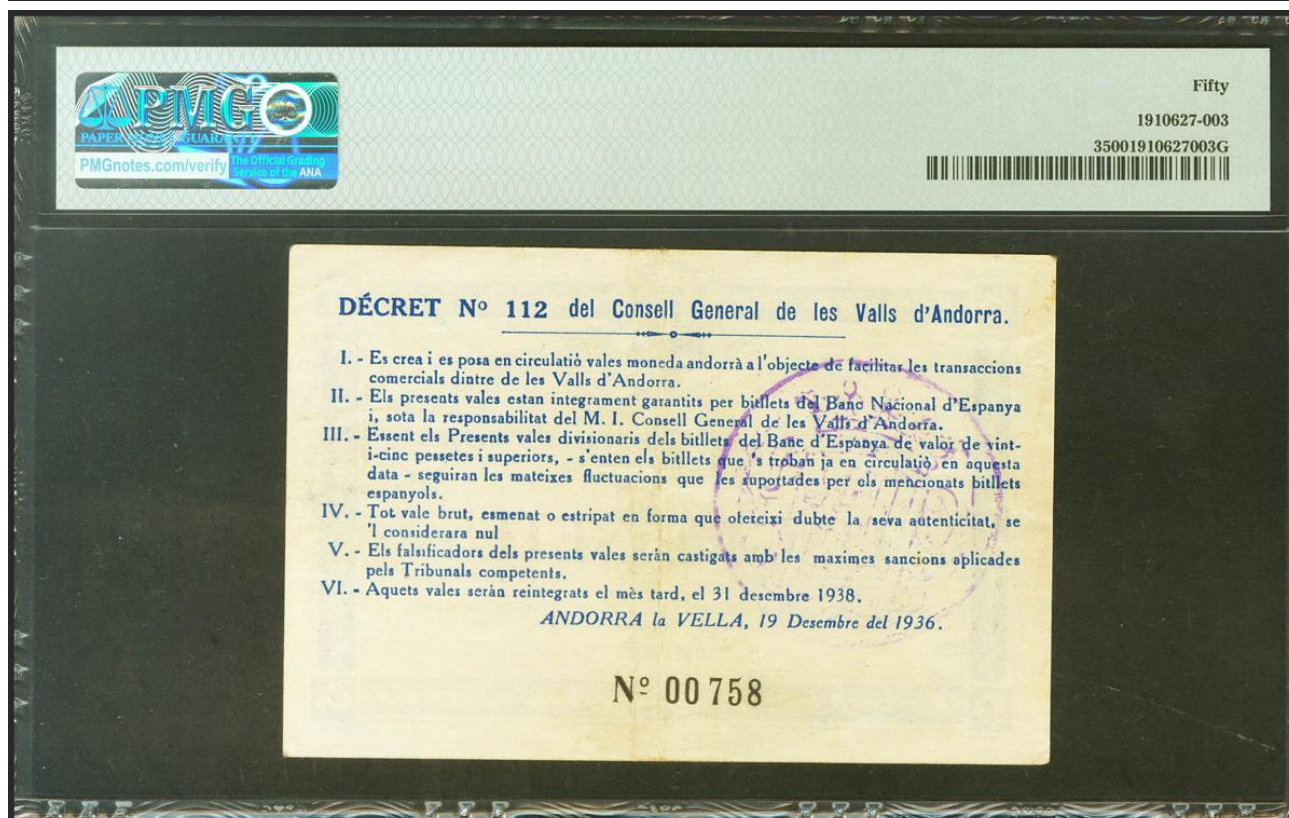 PMG
PAPER MONEY GUARANTY
PMGnotes.com/verify
The Official Grading
Service of the ANA
Fifty
1910627-003
35001910627003G
DÉCRET Nº 112 del Consell General de les Valls d'Andorra.
I. - Es crea i es posa en circulatiò vales moneda andorrà a l'objecte de facilitar les transaccions
comercials dintre de les Valls d'Andorra.
II. - Els presents vales estan integrament garantits per bitllets del Banc Nacional d'Espanya
i, sota la responsabilitat del M. I. Consell General de les Valls d'Andorra.
III. - Essent els Presents vales divisionaris dels bitllets del Banc d'Espanya de valor de vint-
i-cinc pessetes i superiors, - s'enten els bitllets que 's troban ja en circulatiò en aquesta
data - seguiran les mateixes fluctuacions que les suportades per els mencionats bitllets
espanyols.
IV. - Tot vale brut, esmenat o estripat en forma que ofereixi dubte la seva autenticitat, se
'l considerara nul
V. - Els falsificadors dels presents vales seràn castigats amb les maximes sancions aplicades
pels Tribunals competents.
VI. - Aquets vales seràn reintegrats el mès tard, el 31 desembre 1938.
ANDORRA la VELLA, 19 Desembre del 1936.
Nº 00758